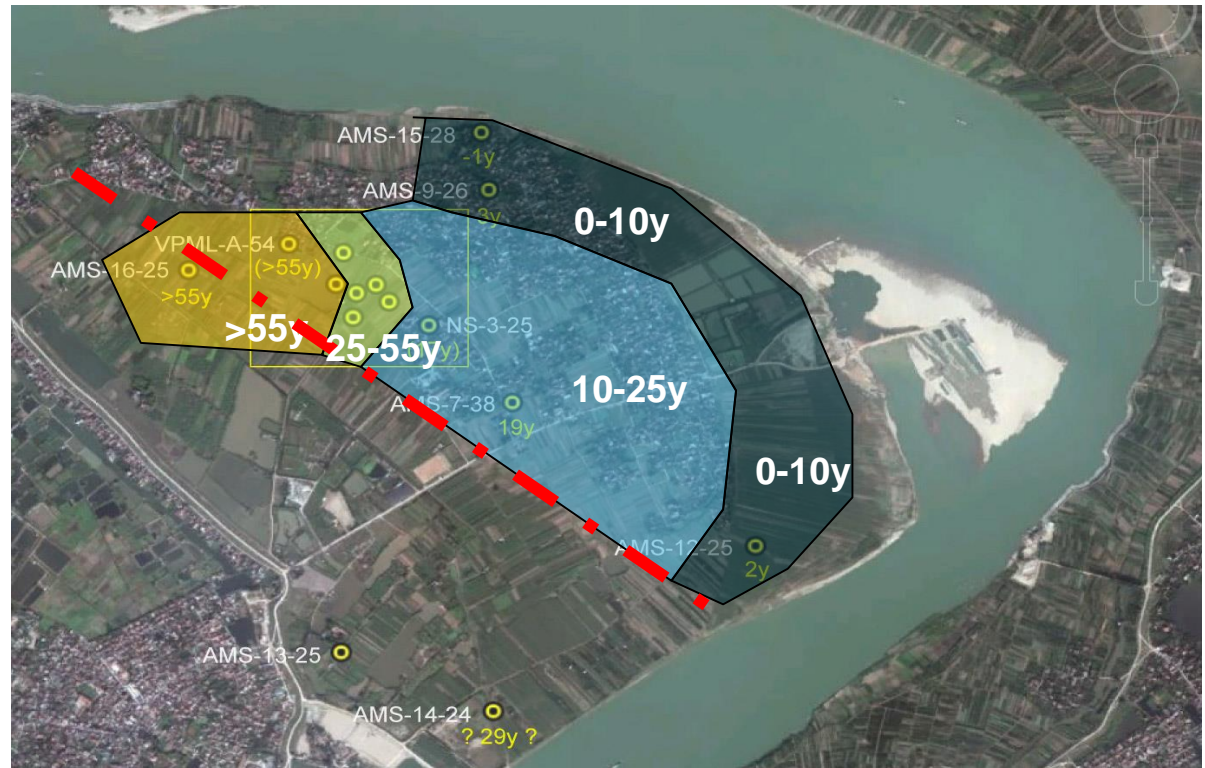 AMS-15-28
-1y
AMS-9-26
0-10y
VPML-A-54
(>55y)
AMS-16-25
>55y
>55y
25-55y
NS-3-25
10-25y
AMS-7-38
19y
0-10y
AMS-12-25
2y
AMS-13-25
AMS-14-24
? 29y ?